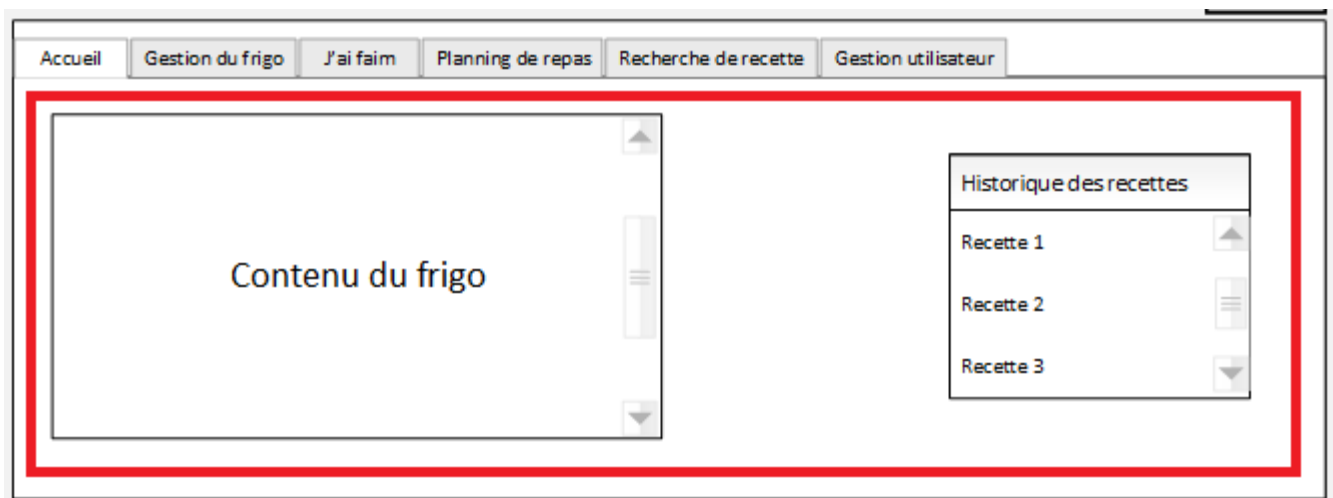 Accueil Gestion du frigo J'ai faim Planning de repas Recherche de recette Gestion utilisateur
Contenu du frigo
Historique des recettes
Recette 1
Recette 2
Recette 3